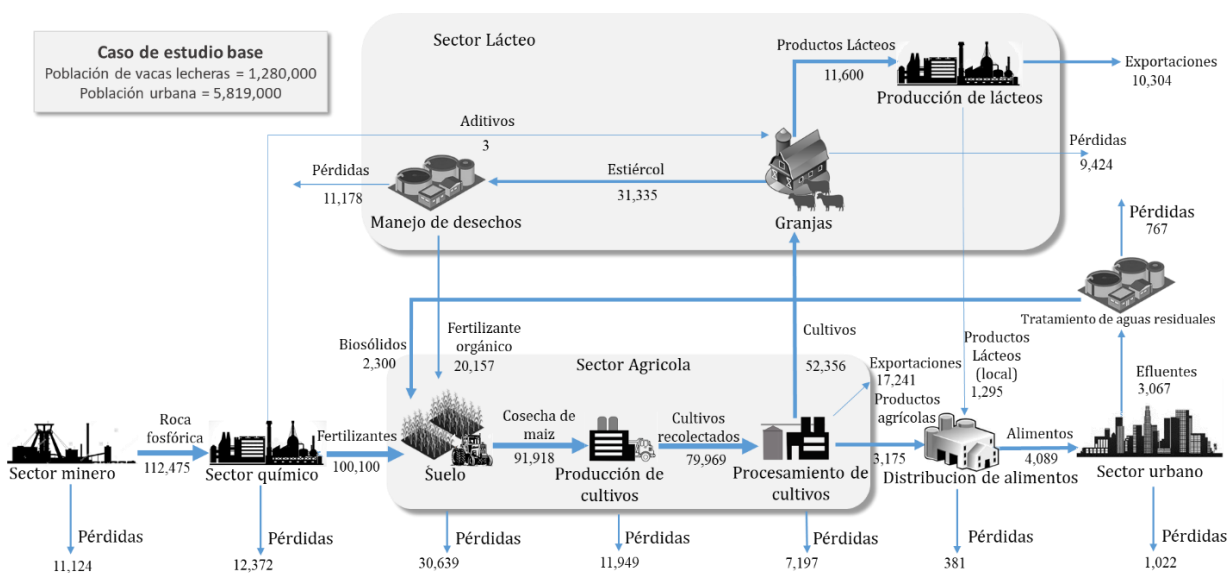 Caso de estudio base
Población de vacas lecheras = 1,280,000
Población urbana = 5,819,000
Sector Lácteo
Productos Lácteos
11,600
Producción de lácteos
Exportaciones
10,304
Aditivos
3
Pérdidas
9,424
Pérdidas
11,178
Estiércol
31,335
Manejo de desechos
Granjas
Pérdidas
767
Tratamiento de aguas residuales
Biosólidos
2,300
Fertilizante
orgánico
20,157
Sector Agricola
Cultivos
52,356
Exportaciones
17,241
Productos
agrícolas
3,175
Productos
Lácteos
(local)
1,295
Efluentes
3,067
Roca
fosfórica
112,475
Fertilizantes
100,100
Cosecha de
maiz
91,918
Cultivos
recolectados
79,969
Alimentos
4,089
Sector minero
Sector químico
Suelo
Producción de
cultivos
Procesamiento de
cultivos
Distribucion de alimentos
Sector urbano
Pérdidas
11,124
Pérdidas
12,372
Pérdidas
30,639
Pérdidas
11,949
Pérdidas
7,197
Pérdidas
381
Pérdidas
1,022